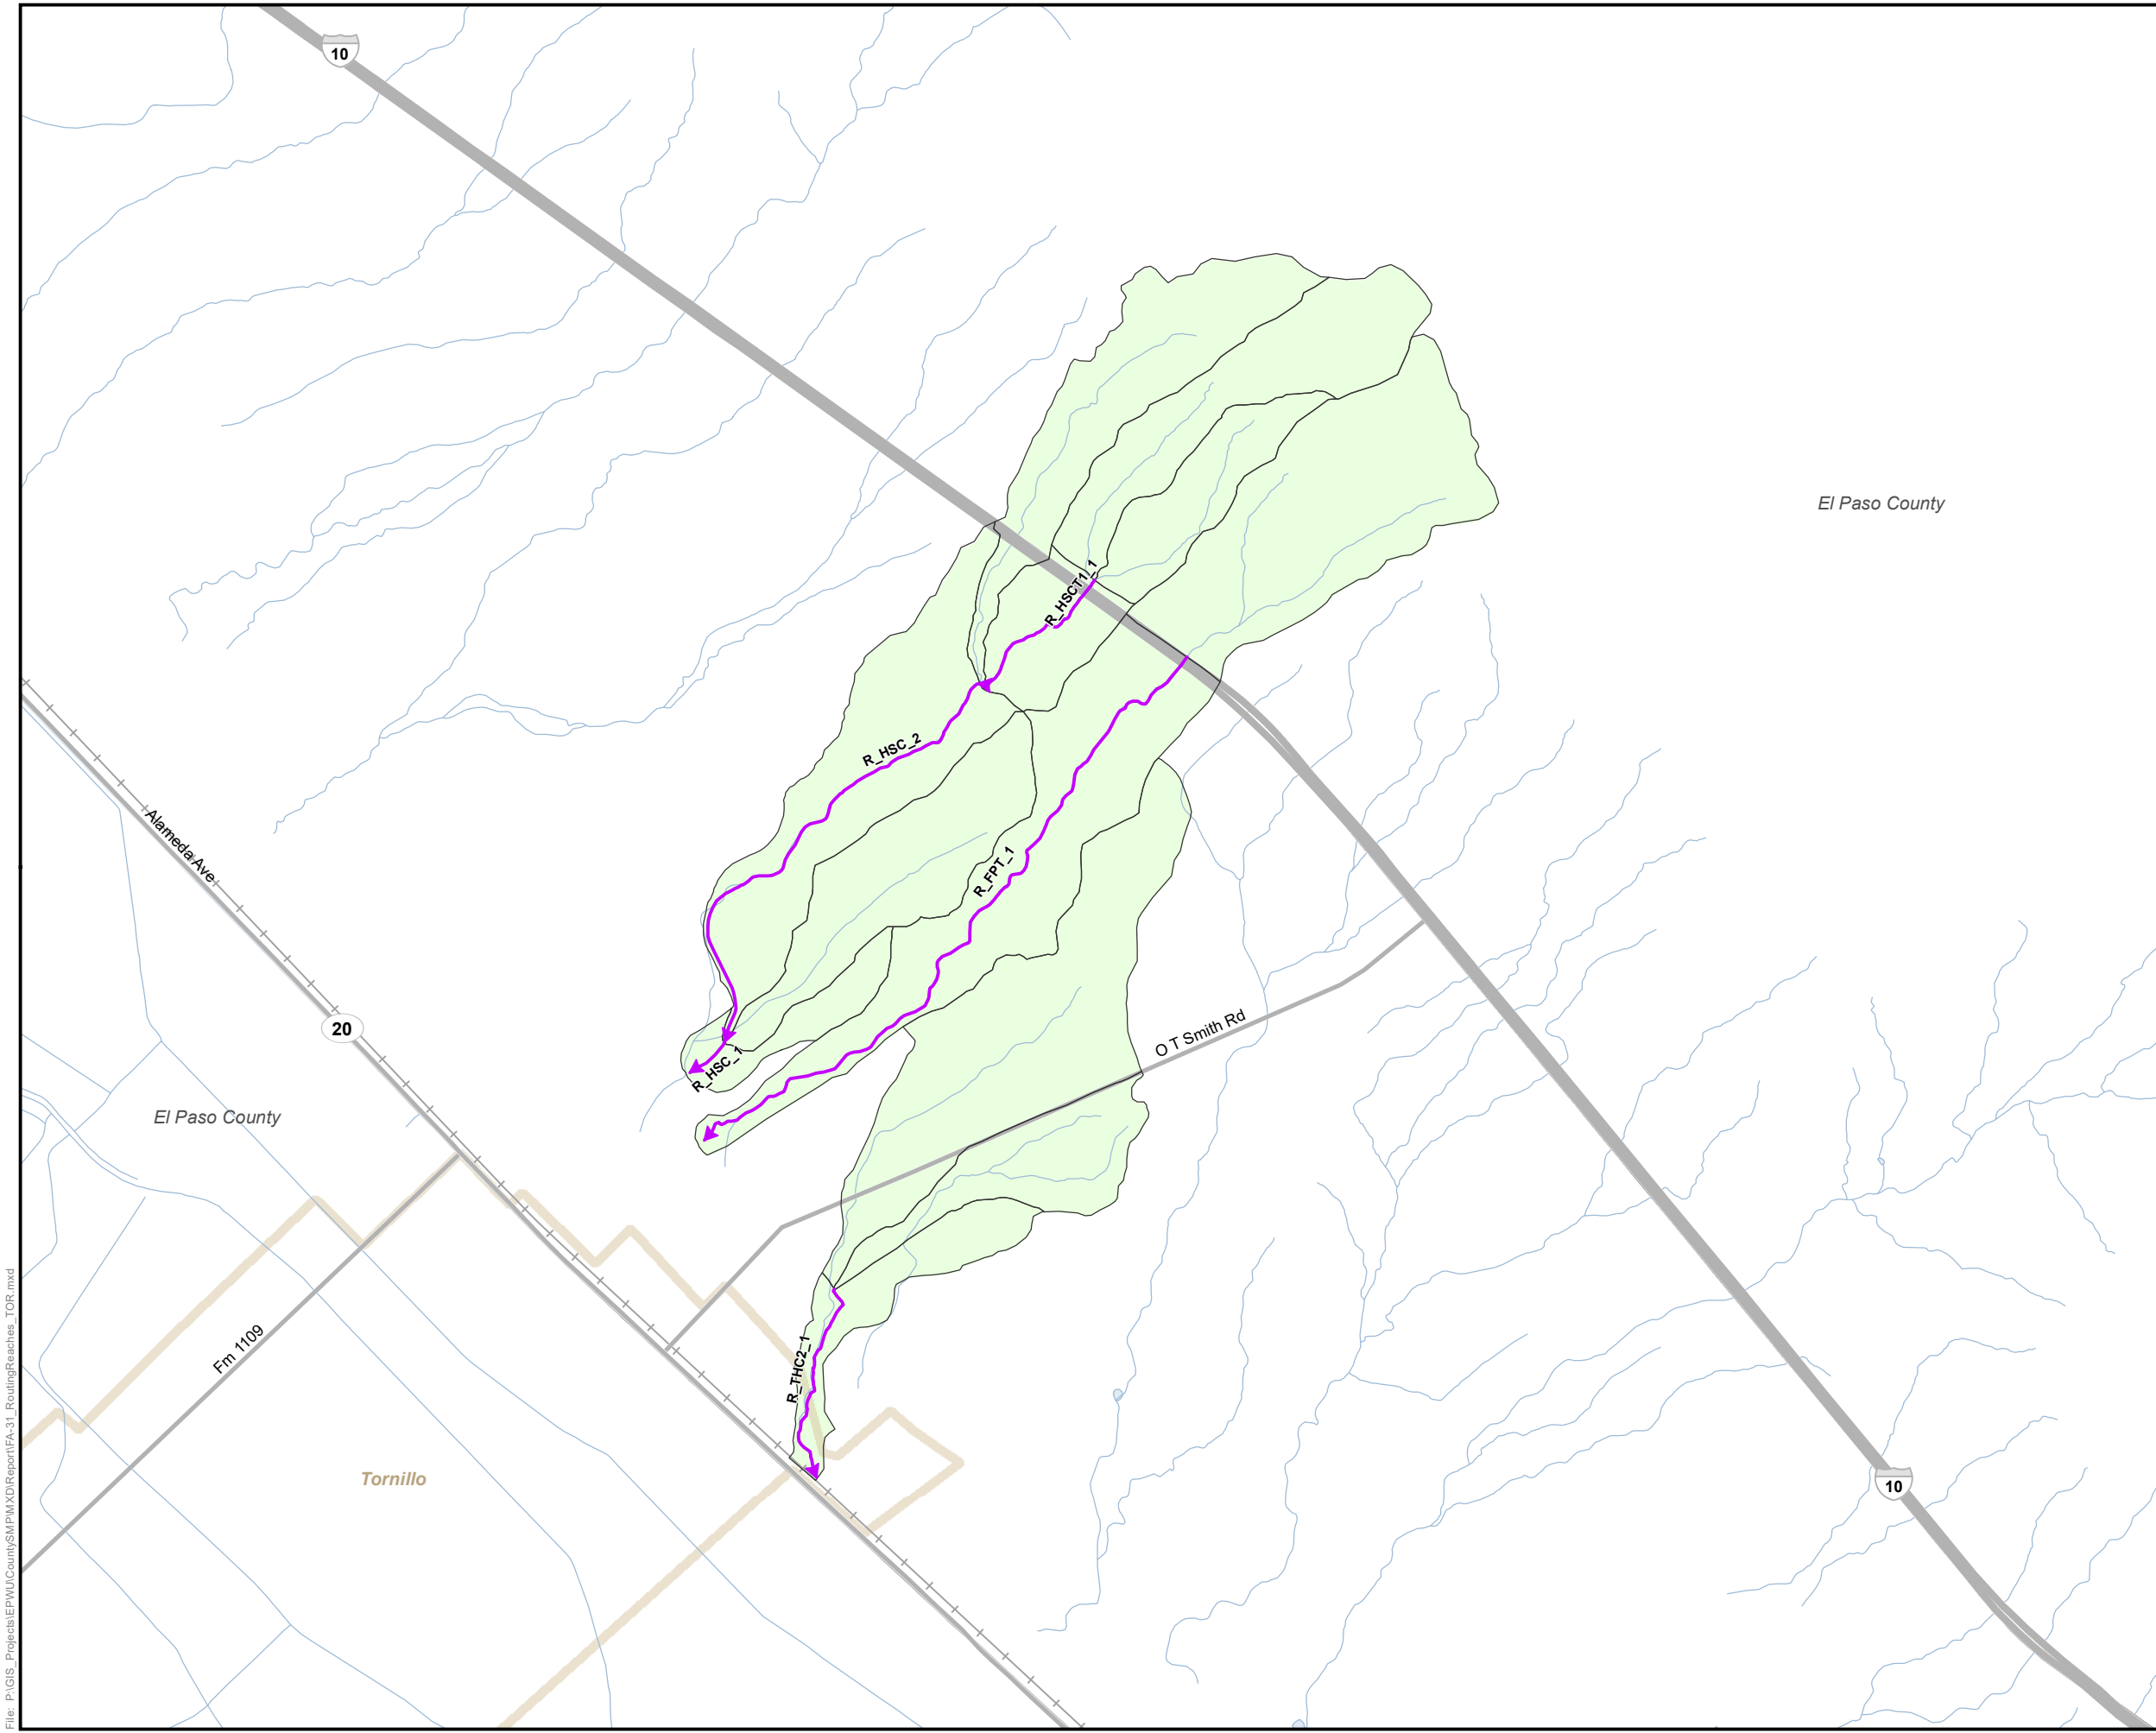 10
El Paso County
R_HSCT1_1
R_HSC_2
Alameda Ave
R_FPT_1
20
O T Smith Rd
R_HSC_1
El Paso County
Fm 1109
R_THC2_1
Tornillo
10
File: P:\GIS_Projects\EPWU\CountySMP\MXD\Report\FA-31_RoutingReaches_TOR.mxd